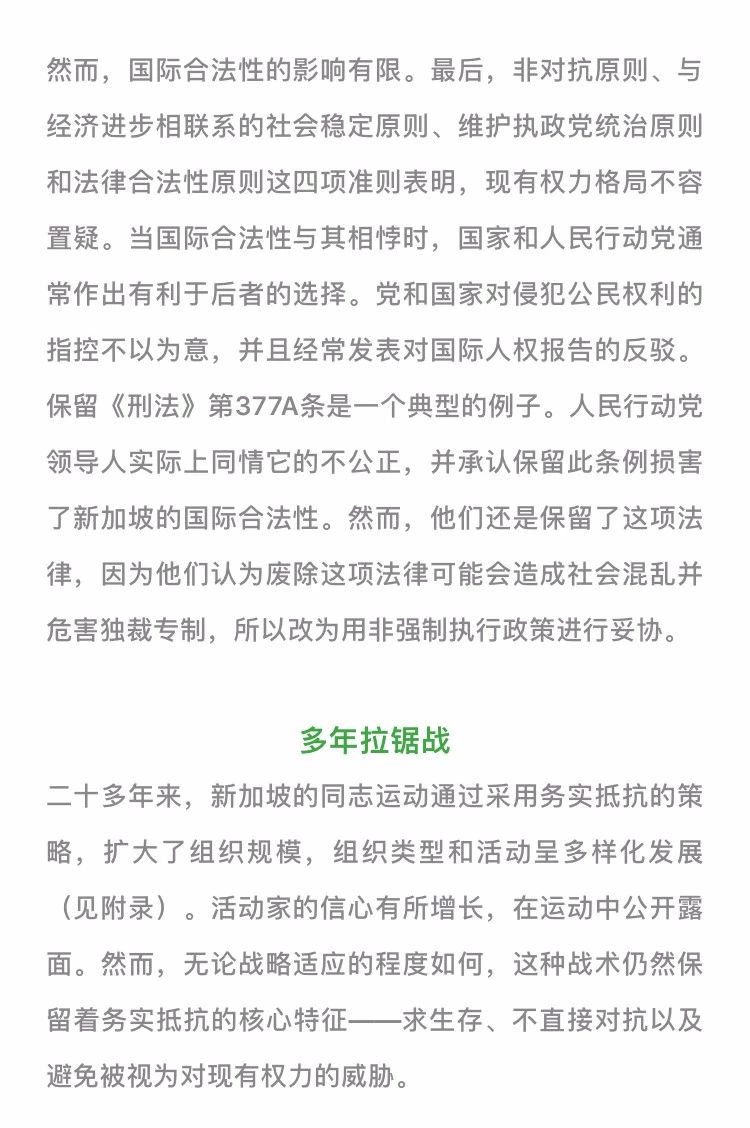 然而，国际合法性的影响有限。最后，非对抗原则、与
经济进步相联系的社会稳定原则、维护执政党统治原则
和法律合法性原则这四项准则表明，现有权力格局不容
置疑。当国际合法性与其相悖时，国家和人民行动党通
常作出有利于后者的选择。党和国家对侵犯公民权利的
指控不以为意，并且经常发表对国际人权报告的反驳。
保留《刑法》第377A条是一个典型的例子。人民行动党
领导人实际上同情它的不公正，并承认保留此条例损害
了新加坡的国际合法性。然而，他们还是保留了这项法
律，因为他们认为废除这项法律可能会造成社会混乱并
危害独裁专制，所以改为用非强制执行政策进行妥协。
多年拉锯战
二十多年来，新加坡的同志运动通过采用务实抵抗的策
略，扩大了组织规模，组织类型和活动呈多样化发展
（见附录）。活动家的信心有所增长，在运动中公开露
面。然而，无论战略适应的程度如何，这种战术仍然保
留着务实抵抗的核心特征——求生存、不直接对抗以及
避免被视为对现有权力的威胁。